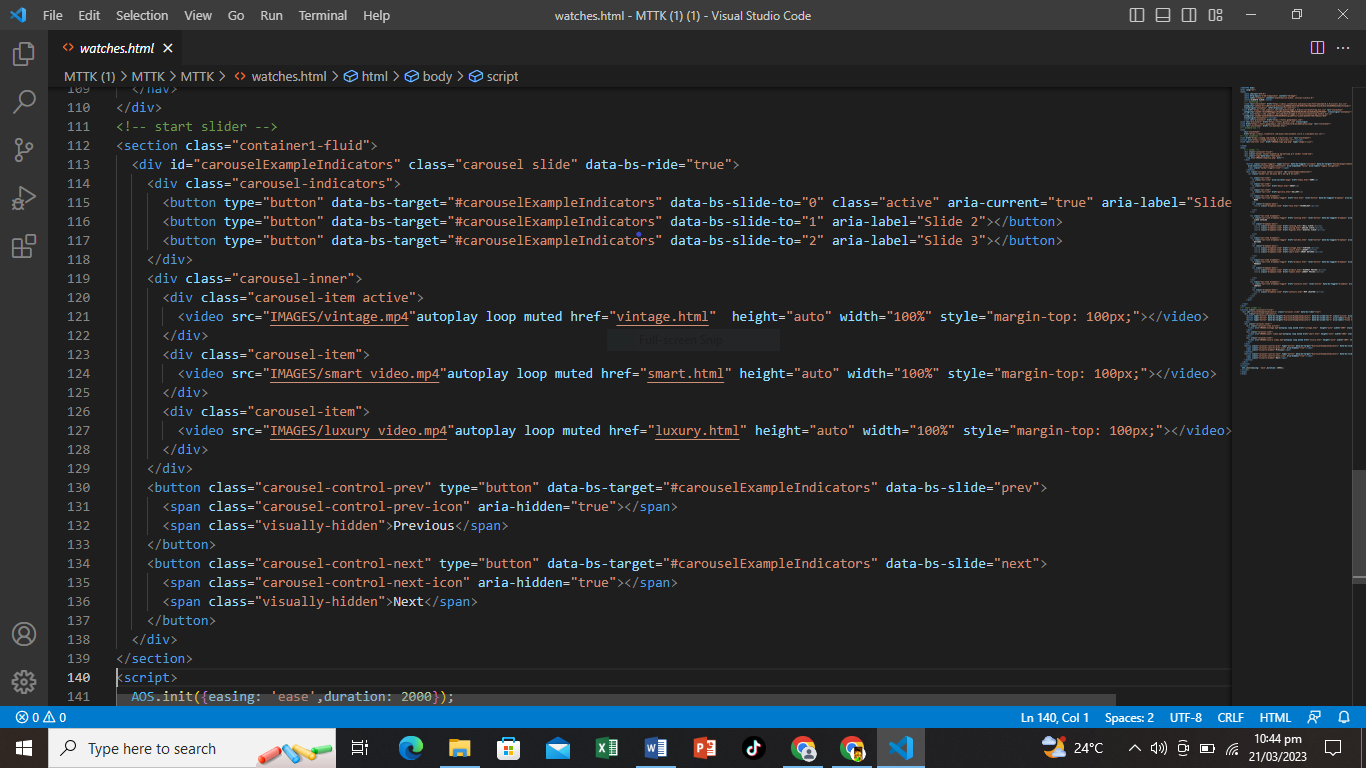 File Edit Selection View Go Run Terminal Help watches.html - MTTK (1) (1) - Visual Studio Code
watches.html
MTTK (1) > MTTK > MTTK > watches.html > html > body > script
109 </nav>
110 </div>
111 <!-- start slider -->
112 <section class="container1-fluid">
113 <div id="carouselExampleIndicators" class="carousel slide" data-bs-ride="true">
114 <div class="carousel-indicators">
115 <button type="button" data-bs-target="#carouselExampleIndicators" data-bs-slide-to="0" class="active" aria-current="true" aria-label="Slide
116 <button type="button" data-bs-target="#carouselExampleIndicators" data-bs-slide-to="1" aria-label="Slide 2"></button>
117 <button type="button" data-bs-target="#carouselExampleIndicators" data-bs-slide-to="2" aria-label="Slide 3"></button>
118 </div>
119 <div class="carousel-inner">
120 <div class="carousel-item active">
121 <video src="IMAGES/vintage.mp4"autoplay loop muted href="vintage.html"  height="auto" width="100%" style="margin-top: 100px;"></video>
122 </div>
Full-screen Snip
123 <div class="carousel-item">
124 <video src="IMAGES/smart video.mp4"autoplay loop muted href="smart.html" height="auto" width="100%" style="margin-top: 100px;"></video>
125 </div>
126 <div class="carousel-item">
127 <video src="IMAGES/luxury video.mp4"autoplay loop muted href="luxury.html" height="auto" width="100%" style="margin-top: 100px;"></video>
128 </div>
129 </div>
130 <button class="carousel-control-prev" type="button" data-bs-target="#carouselExampleIndicators" data-bs-slide="prev">
131 <span class="carousel-control-prev-icon" aria-hidden="true"></span>
132 <span class="visually-hidden">Previous</span>
133 </button>
134 <button class="carousel-control-next" type="button" data-bs-target="#carouselExampleIndicators" data-bs-slide="next">
135 <span class="carousel-control-next-icon" aria-hidden="true"></span>
136 <span class="visually-hidden">Next</span>
137 </button>
138 </div>
139 </section>
140 <script>
141 AOS.init({easing: 'ease',duration: 2000});
0 0 Ln 140, Col 1 Spaces: 2 UTF-8 CRLF HTML
Type here to search 24°C 10:44 pm
21/03/2023